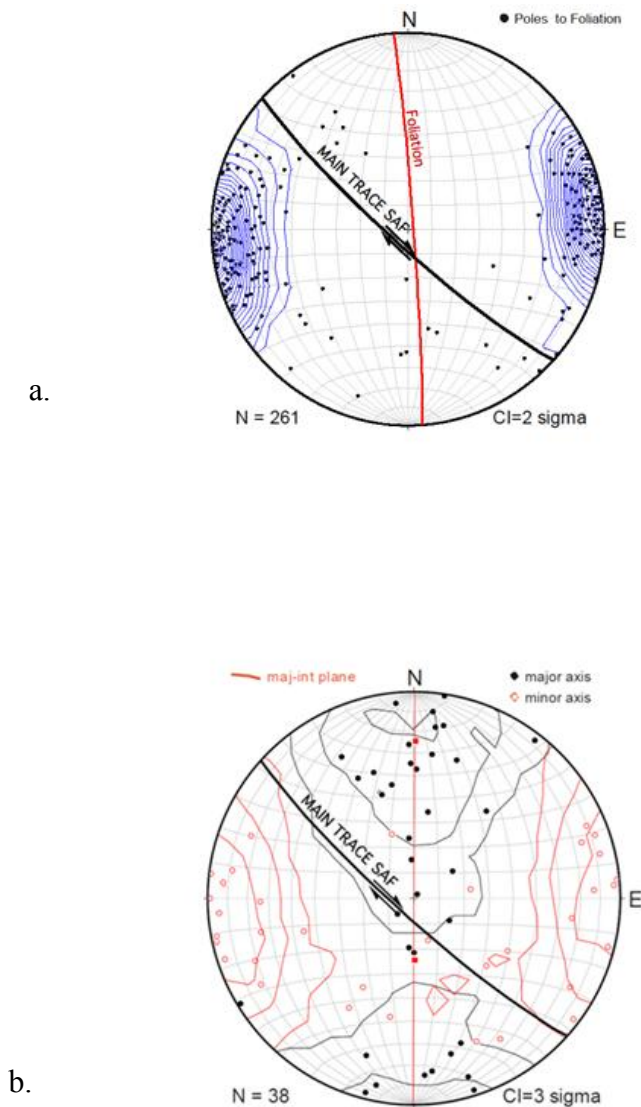 N
Poles to Foliation
Foliation
MAIN TRACE SAF
E
a.
N = 261
CI=2 sigma
maj-int plane
N
major axis
minor axis
MAIN TRACE SAF
E
b.
N = 38
CI=3 sigma